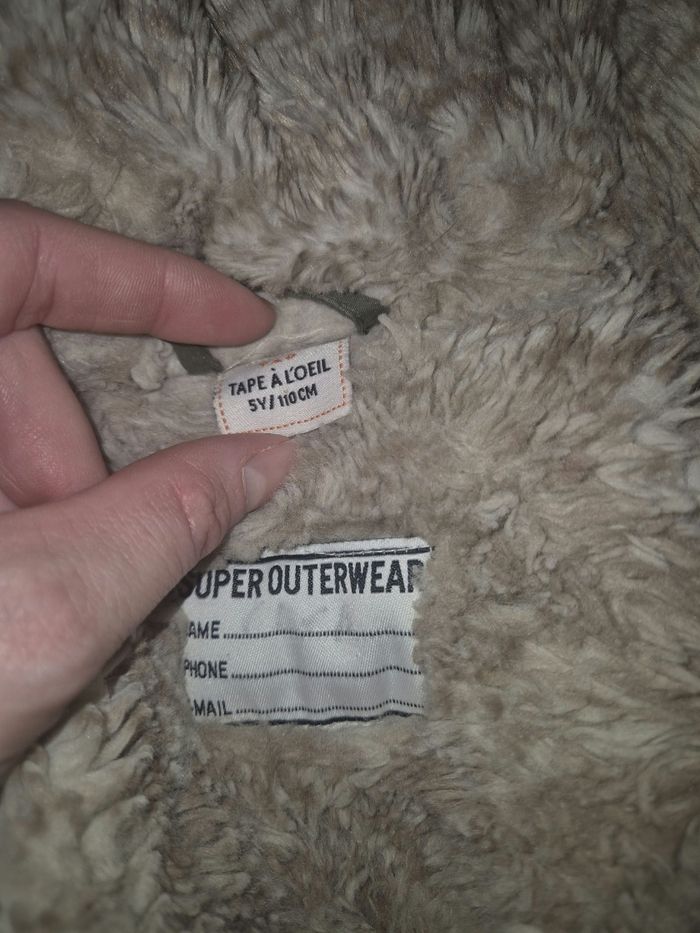 TAPE À L'OEIL
5Y/110CM
SUPER OUTERWEAR
AME
PHONE
-MAIL